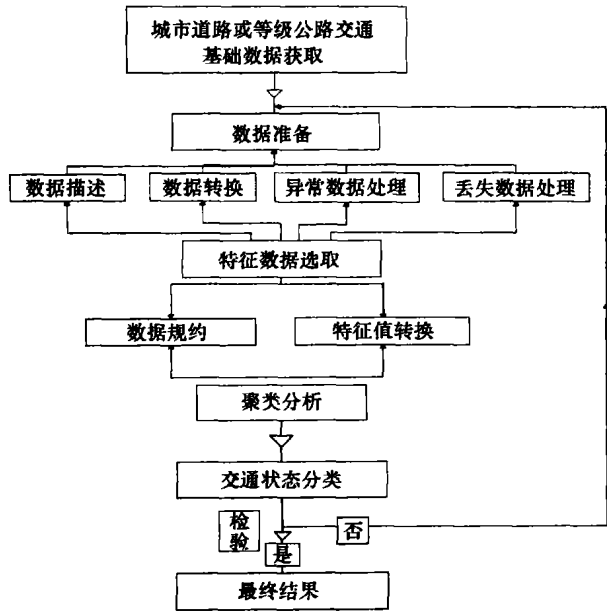 城市道路或等级公路交通
基础数据获取
数据准备
数据描述
数据转换
异常数据处理
丢失数据处理
特征数据选取
数据规约
特征值转换
聚类分析
交通状态分类
检
验
否
是
最终结果